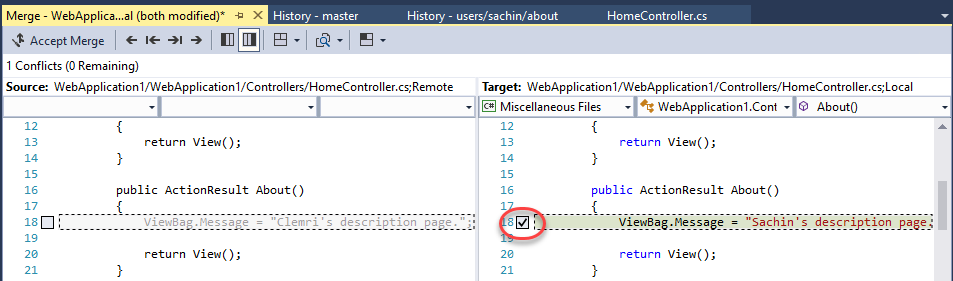 Merge - WebApplica...al (both modified)* History - master History - users/sachin/about HomeController.cs
Accept Merge
1 Conflicts (0 Remaining)
Source: WebApplication1/WebApplication1/Controllers/HomeController.cs;Remote
Target: WebApplication1/WebApplication1/Controllers/HomeController.cs;Local
C# Miscellaneous Files WebApplication1.Cont About()
12 {
13 return View();
14 }
15
16 public ActionResult About()
17 {
18 ViewBag.Message = "Clemri's description page.";
19
20 return View();
21 }
12 {
13 return View();
14 }
15
16 public ActionResult About()
17 {
18 ViewBag.Message = "Sachin's description page
19
20 return View();
21 }